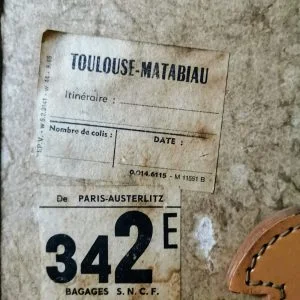 TOULOUSE-MATABIAU
Itinéraire :
Nombre de colis :
DATE :
0.014.6115 - M 11551 B
De PARIS-AUSTERLITZ
342E
BAGAGES S. N. C. F.